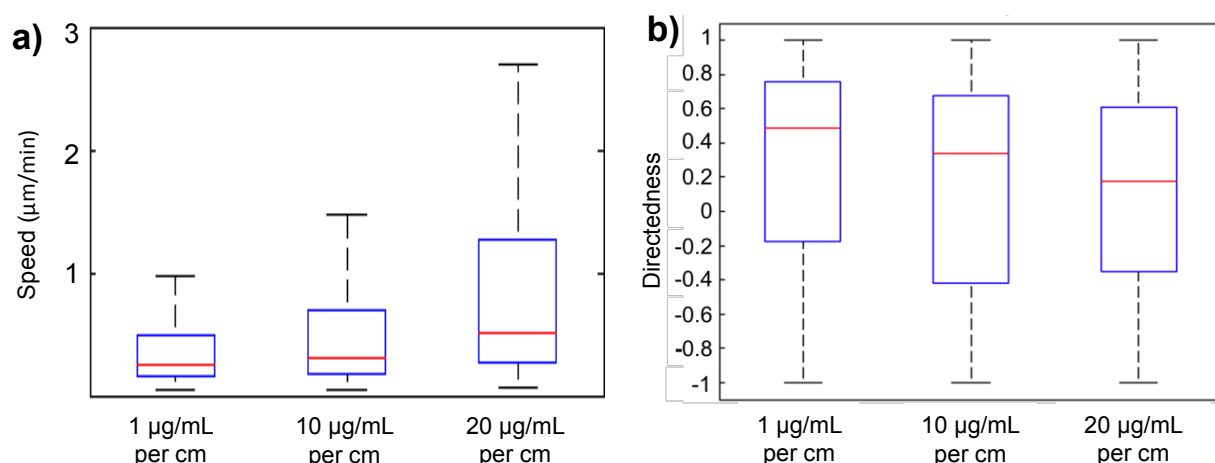 a)
Speed (μm/min)
3
2
1
1 μg/mL
per cm
10 μg/mL
per cm
20 μg/mL
per cm
b)
Directedness
1
0.8
0.6
0.4
0.2
0
-0.2
-0.4
-0.6
-0.8
-1
1 μg/mL
per cm
10 μg/mL
per cm
20 μg/mL
per cm